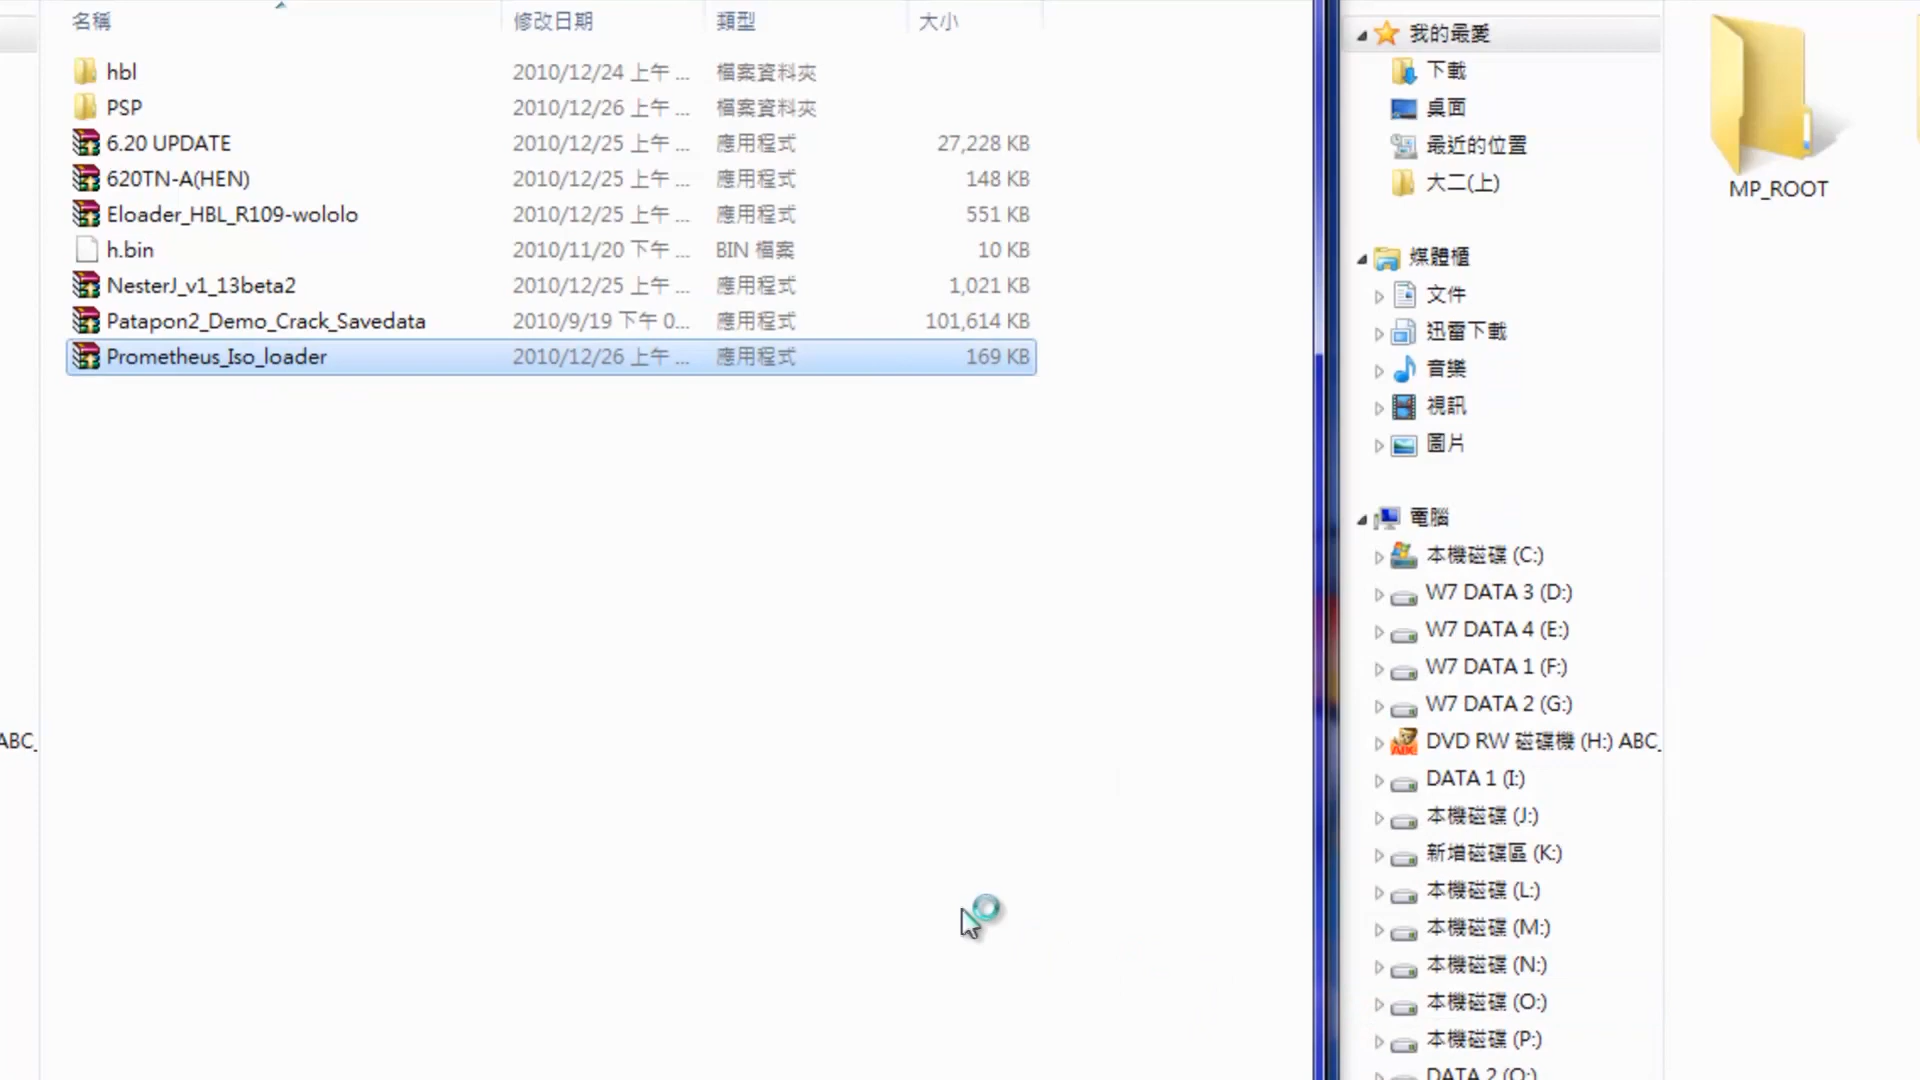 名稱 修改日期 類型 大小
hbl 2010/12/24 上午 ... 檔案資料夾
PSP 2010/12/26 上午 ... 檔案資料夾
6.20 UPDATE 2010/12/25 上午 ... 應用程式 27,228 KB
620TN-A(HEN) 2010/12/25 上午 ... 應用程式 148 KB
Eloader_HBL_R109-wololo 2010/12/25 上午 ... 應用程式 551 KB
h.bin 2010/11/20 下午 ... BIN 檔案 10 KB
NesterJ_v1_13beta2 2010/12/25 上午 ... 應用程式 1,021 KB
Patapon2_Demo_Crack_Savedata 2010/9/19 下午 0... 應用程式 101,614 KB
Prometheus_Iso_loader 2010/12/26 上午 ... 應用程式 169 KB
ABC_
我的最愛
下載
桌面
最近的位置
大二(上)
媒體櫃
文件
迅雷下載
音樂
視訊
圖片
電腦
本機磁碟 (C:)
W7 DATA 3 (D:)
W7 DATA 4 (E:)
W7 DATA 1 (F:)
W7 DATA 2 (G:)
DVD RW 磁碟機 (H:) ABC_
DATA 1 (I:)
本機磁碟 (J:)
新增磁碟區 (K:)
本機磁碟 (L:)
本機磁碟 (M:)
本機磁碟 (N:)
本機磁碟 (O:)
本機磁碟 (P:)
DATA 2 (Q:)
MP_ROOT